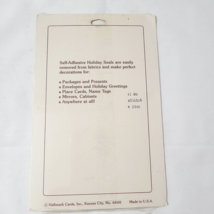 Self-Adhesive Holiday Seals are easily
removed from fabrics and make perfect
decorations for:
• Packages and Presents
• Envelopes and Holiday Greetings
• Place Cards, Name Tags
• Mirrors, Cabinets
• Anywhere at all!
© Hallmark Cards, Inc., Kansas City, Mo. Made in U.S.A.